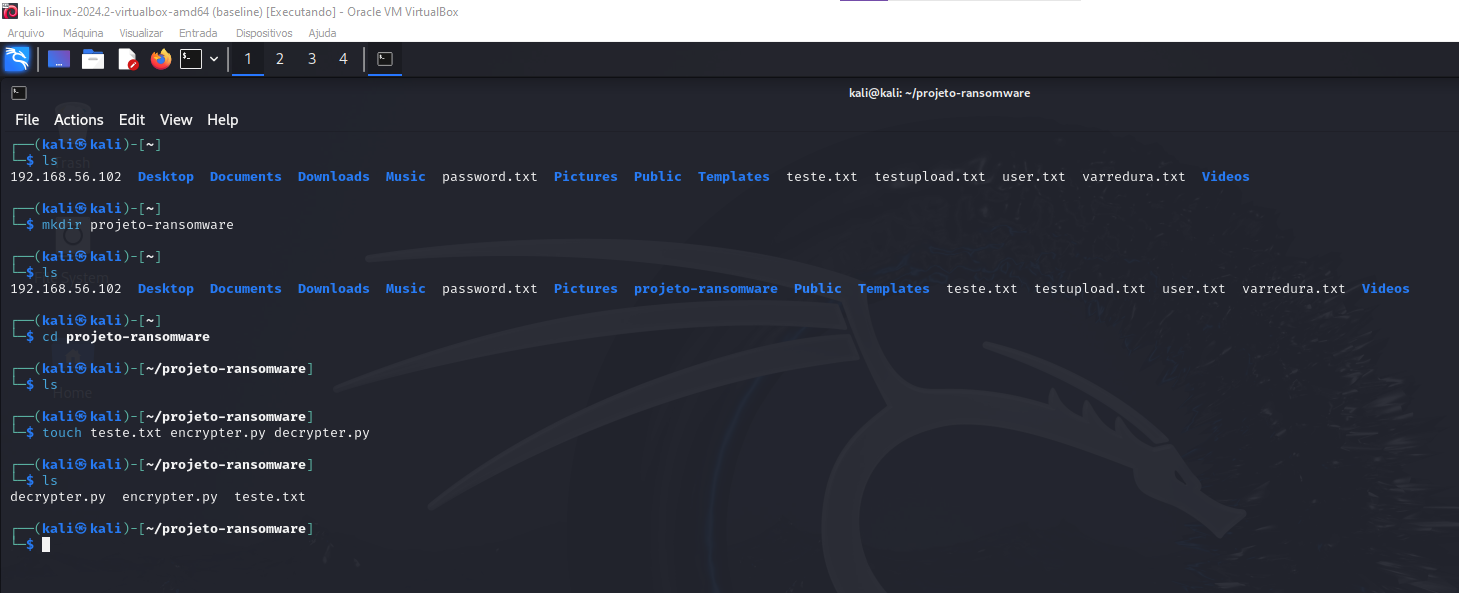 kali-linux-2024.2-virtualbox-amd64 (baseline) [Executando] - Oracle VM VirtualBox
Arquivo Máquina Visualizar Entrada Dispositivos Ajuda
1 2 3 4
kali@kali: ~/projeto-ransomware
File Actions Edit View Help
┌──(kali㉿kali)-[~]
└─$ ls
192.168.56.102 Desktop Documents Downloads Music password.txt Pictures Public Templates teste.txt testupload.txt user.txt varredura.txt Videos
┌──(kali㉿kali)-[~]
└─$ mkdir projeto-ransomware
┌──(kali㉿kali)-[~]
└─$ ls
192.168.56.102 Desktop Documents Downloads Music password.txt Pictures projeto-ransomware Public Templates teste.txt testupload.txt user.txt varredura.txt Videos
┌──(kali㉿kali)-[~]
└─$ cd projeto-ransomware
┌──(kali㉿kali)-[~/projeto-ransomware]
└─$ ls
Home
┌──(kali㉿kali)-[~/projeto-ransomware]
└─$ touch teste.txt encrypter.py decrypter.py
┌──(kali㉿kali)-[~/projeto-ransomware]
└─$ ls
decrypter.py encrypter.py teste.txt
┌──(kali㉿kali)-[~/projeto-ransomware]
└─$